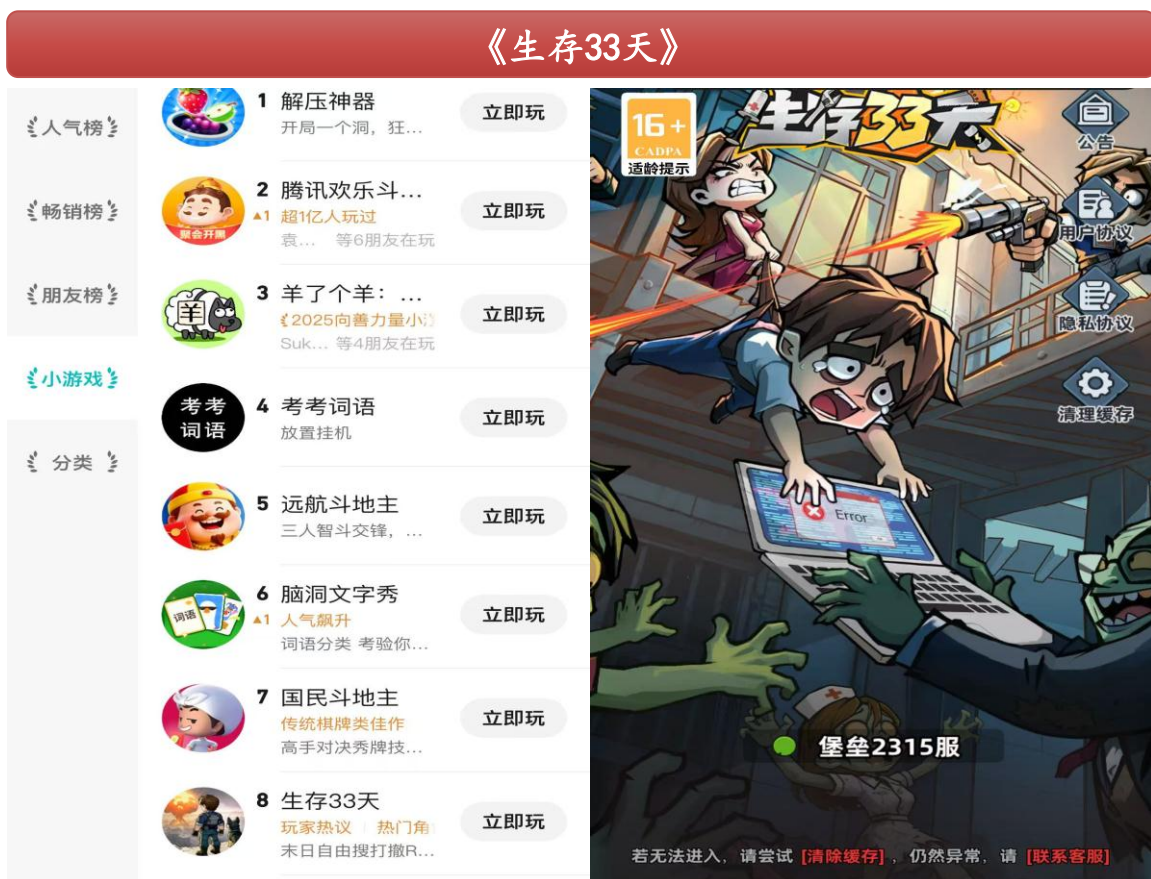 《生存33天》
人气榜
畅销榜
朋友榜
小游戏
分类
1 解压神器
开局一个洞，狂...
立即玩
2 腾讯欢乐斗...
▲1 超1亿人玩过
袁... 等6朋友在玩
聚会开黑
立即玩
3 羊了个羊：...
2025向善力量小
Suk... 等4朋友在玩
羊
立即玩
4 考考词语
放置挂机
考考
词语
立即玩
5 远航斗地主
三人智斗交锋，...
立即玩
6 脑洞文字秀
▲1 人气飙升
词语分类 考验你...
词语
立即玩
7 国民斗地主
传统棋牌类佳作
高手对决秀牌技...
立即玩
8 生存33天
玩家热议 | 热门角
末日自由搜打撤R...
立即玩
16+
CADPA
适龄提示
生存33天
公告
用户协议
隐私协议
清理缓存
Error
堡垒2315服
若无法进入，请尝试 [清除缓存] ，仍然异常，请 [联系客服]